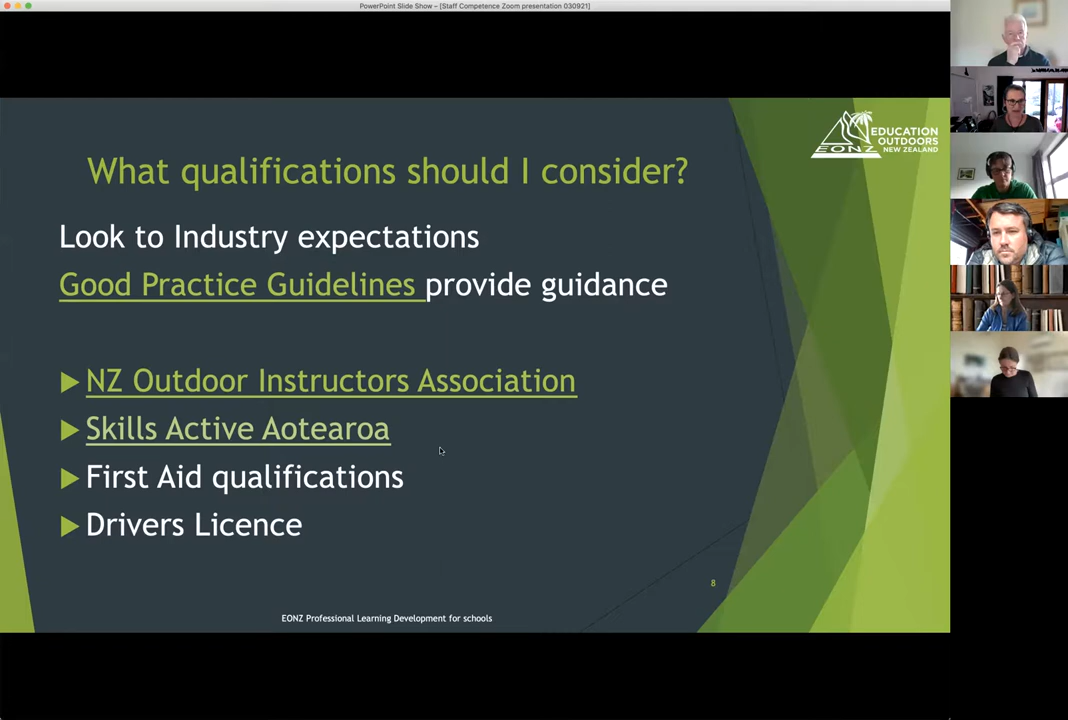 PowerPoint Slide Show – [Staff Competence Zoom presentation 030921]
EDUCATION
OUTDOORS
NEW ZEALAND
EONZ
What qualifications should I consider?
Look to Industry expectations
Good Practice Guidelines provide guidance
NZ Outdoor Instructors Association
Skills Active Aotearoa
First Aid qualifications
Drivers Licence
8
EONZ Professional Learning Development for schools